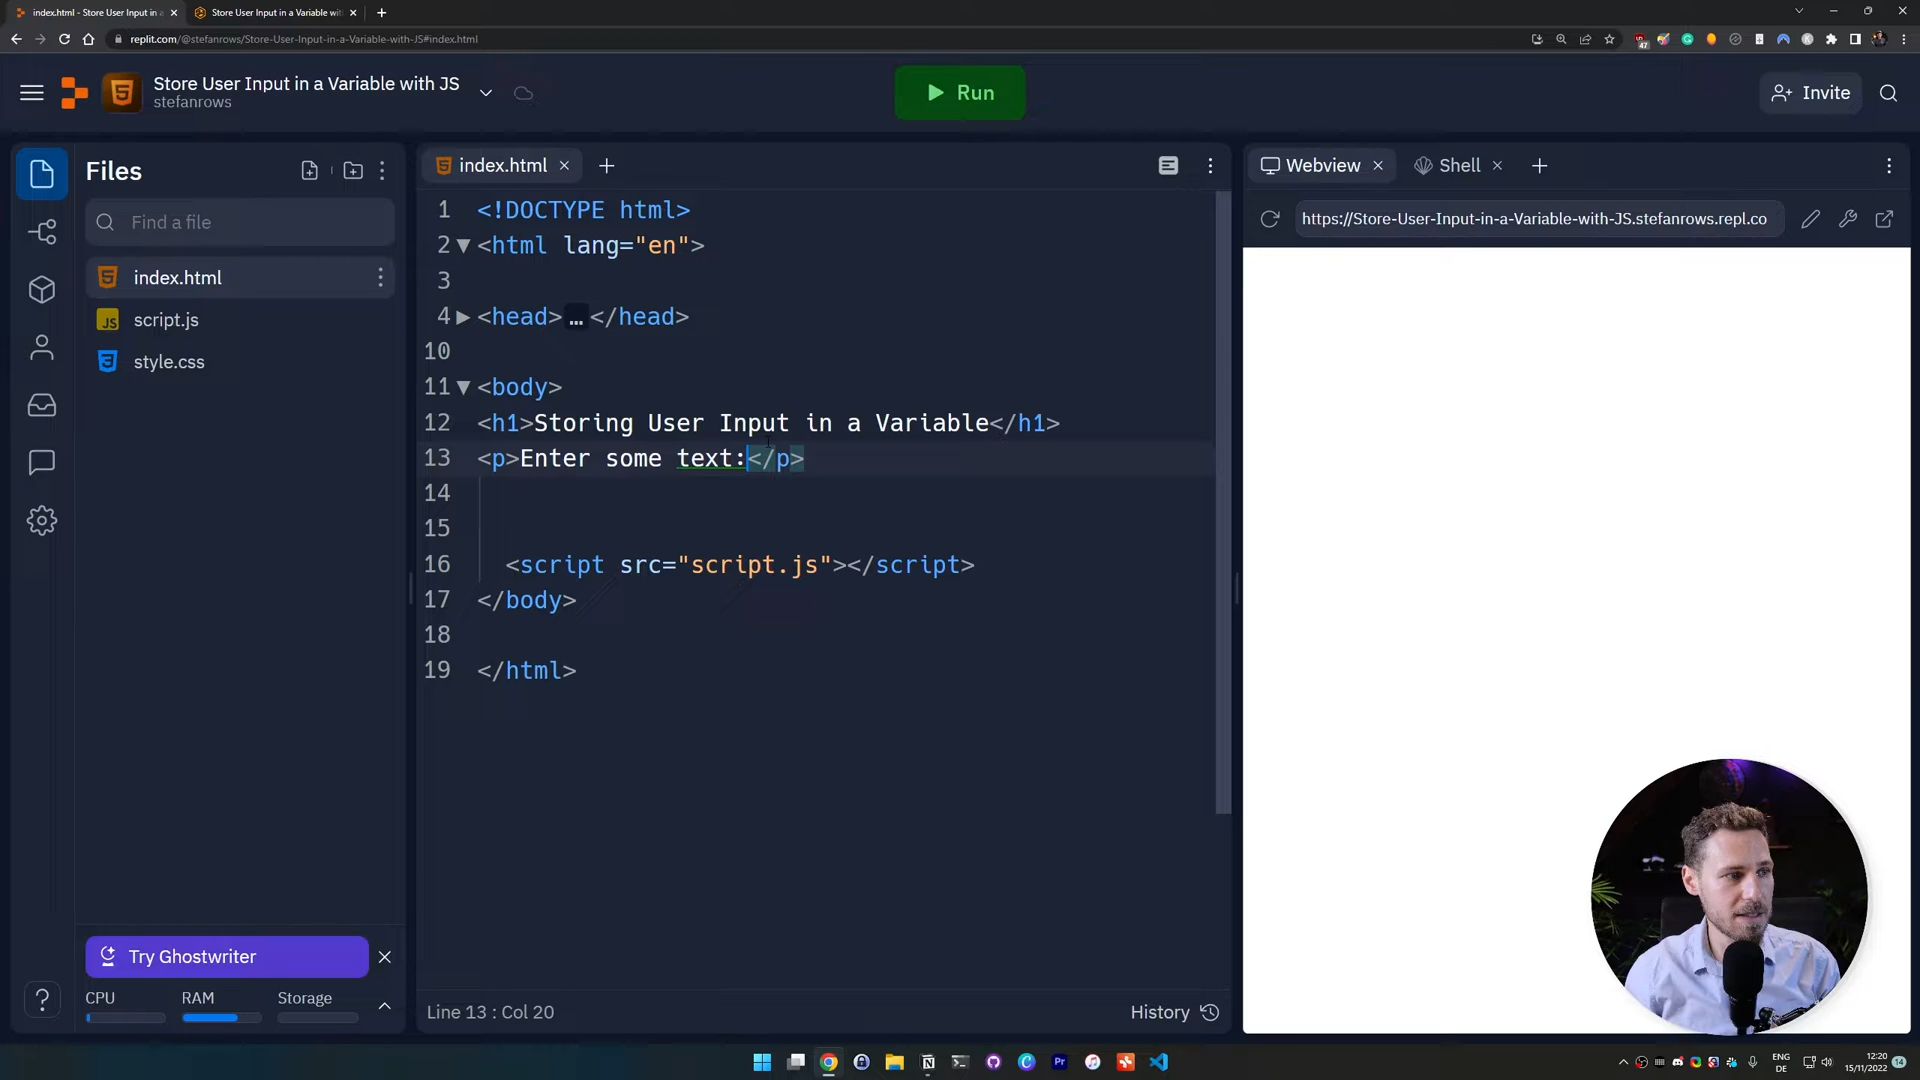 index.html - Store User Input in a
Store User Input in a Variable with
replit.com/@stefanrows/Store-User-Input-in-a-Variable-with-JS#index.html
47
Store User Input in a Variable with JS
stefanrows
Run
Invite
Files
Find a file
index.html
script.js
style.css
Try Ghostwriter
CPU
RAM
Storage
index.html
1 <!DOCTYPE html>
2 <html lang="en">
3
4 <head>…</head>
10
11 <body>
12 <h1>Storing User Input in a Variable</h1>
13 <p>Enter some text:</p>
14
15
16 <script src="script.js"></script>
17 </body>
18
19 </html>
Line 13 : Col 20
History
Webview
Shell
https://Store-User-Input-in-a-Variable-with-JS.stefanrows.repl.co
ENG
DE
12:20
15/11/2022
14